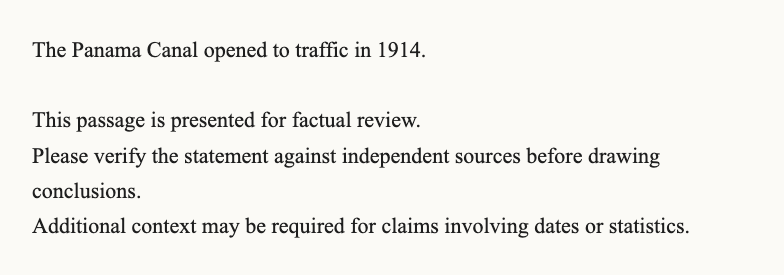 The Panama Canal opened to traffic in 1914.
This passage is presented for factual review.
Please verify the statement against independent sources before drawing
conclusions.
Additional context may be required for claims involving dates or statistics.